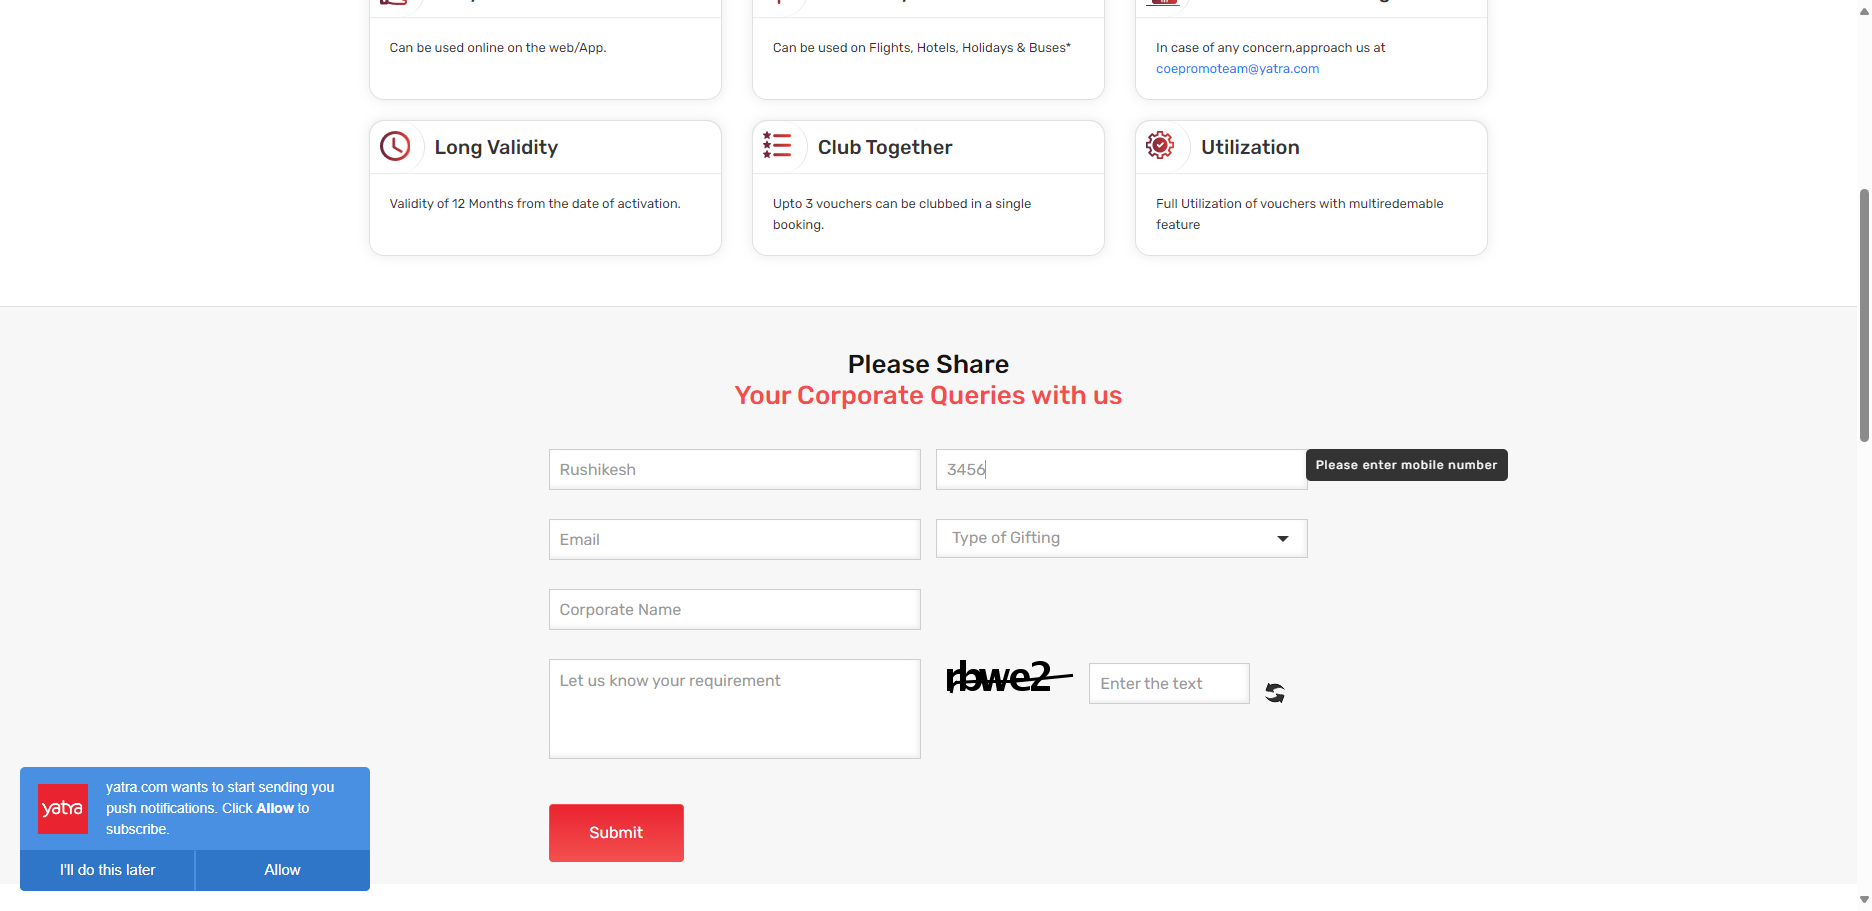 Can be used online on the web/App.
Can be used on Flights, Hotels, Holidays & Buses*
In case of any concern,approach us at
coepromoteam@yatra.com
Long Validity
Validity of 12 Months from the date of activation.
Club Together
Upto 3 vouchers can be clubbed in a single
booking.
Utilization
Full Utilization of vouchers with multiredemable
feature
Please Share
Your Corporate Queries with us
Rushikesh
3456
Please enter mobile number
Email
Type of Gifting
Corporate Name
Let us know your requirement
rbwe2
Enter the text
Submit
yatra
yatra.com wants to start sending you
push notifications. Click Allow to
subscribe.
I'll do this later
Allow